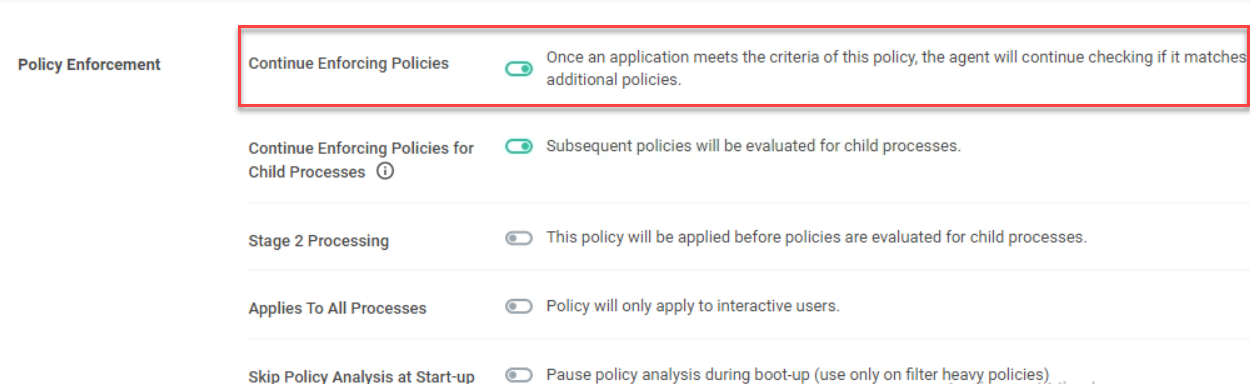 Policy Enforcement
Continue Enforcing Policies
Once an application meets the criteria of this policy, the agent will continue checking if it matches
additional policies.
Continue Enforcing Policies for
Child Processes
Subsequent policies will be evaluated for child processes.
Stage 2 Processing
This policy will be applied before policies are evaluated for child processes.
Applies To All Processes
Policy will only apply to interactive users.
Skip Policy Analysis at Start-up
Pause policy analysis during boot-up (use only on filter heavy policies)